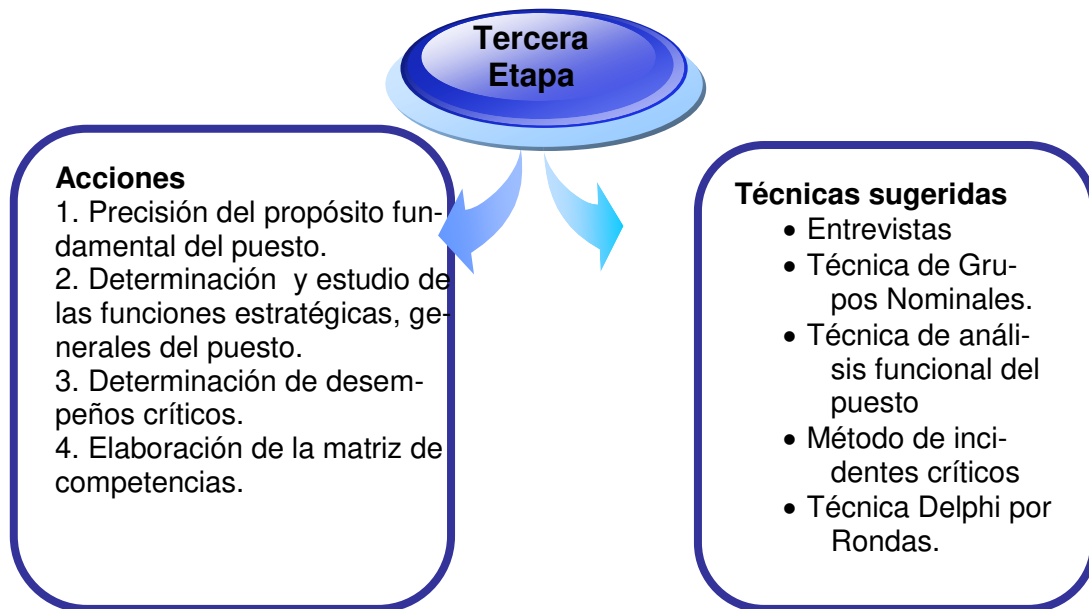 Tercera
Etapa
Acciones
1. Precisión del propósito fun-
damental del puesto.
2. Determinación y estudio de
las funciones estratégicas, ge-
nerales del puesto.
3. Determinación de desem-
peños críticos.
4. Elaboración de la matriz de
competencias.
Técnicas sugeridas
• Entrevistas
• Técnica de Gru-
pos Nominales.
• Técnica de análi-
sis funcional del
puesto
• Método de inci-
dentes críticos
• Técnica Delphi por
Rondas.